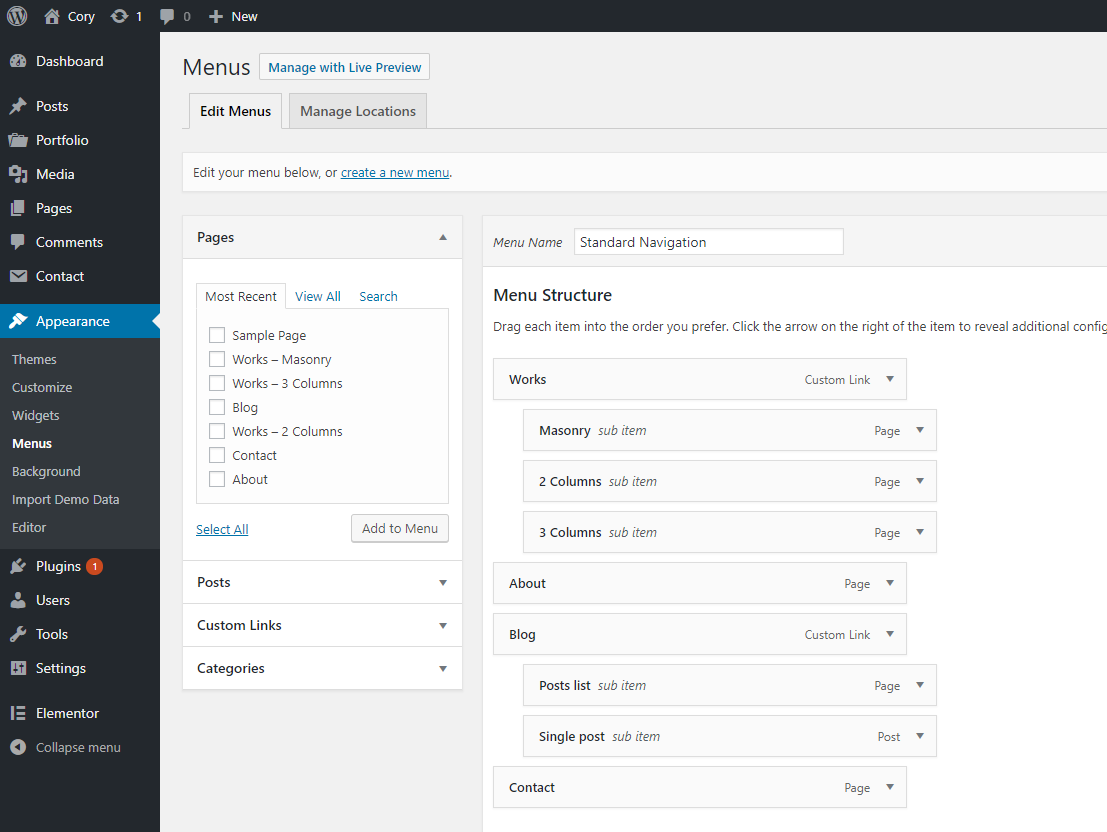 Cory 1 0 New
Dashboard
Posts
Portfolio
Media
Pages
Comments
Contact
Appearance
Themes
Customize
Widgets
Menus
Background
Import Demo Data
Editor
Plugins 1
Users
Tools
Settings
Elementor
Collapse menu
Menus Manage with Live Preview
Edit Menus Manage Locations
Edit your menu below, or create a new menu.
Pages
Most Recent View All Search
Sample Page
Works – Masonry
Works – 3 Columns
Blog
Works – 2 Columns
Contact
About
Select All Add to Menu
Posts
Custom Links
Categories
Menu Name Standard Navigation
Menu Structure
Drag each item into the order you prefer. Click the arrow on the right of the item to reveal additional config
Works Custom Link
Masonry sub item Page
2 Columns sub item Page
3 Columns sub item Page
About Page
Blog Custom Link
Posts list sub item Page
Single post sub item Post
Contact Page